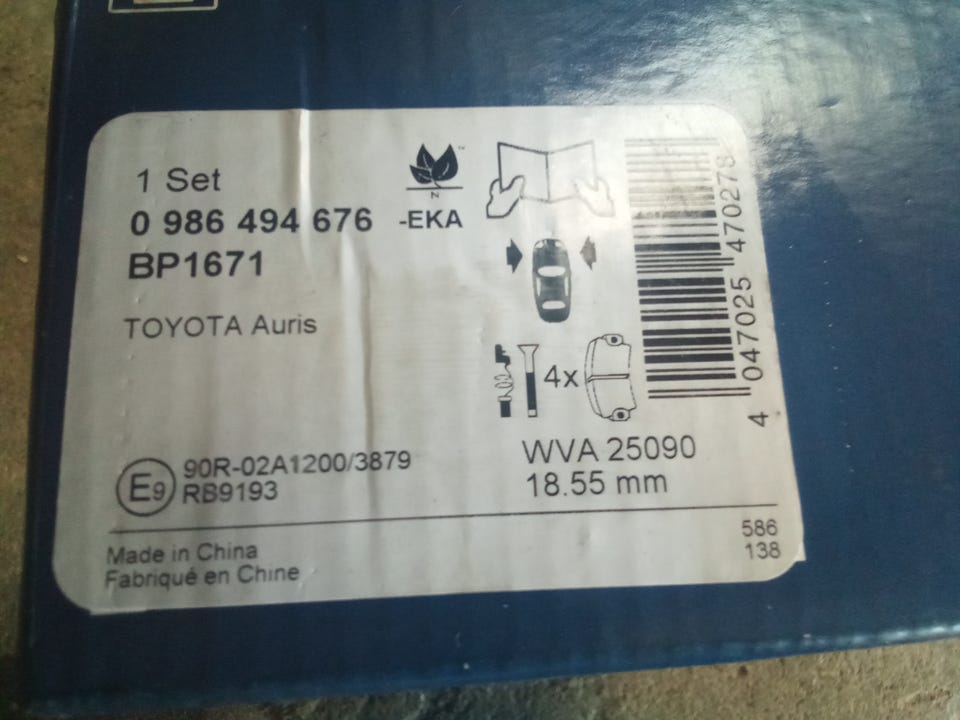 1 Set
0 986 494 676 -EKA
BP1671
TOYOTA Auris
N
4x
4 047025 470278
E9
90R-02A1200/3879
RB9193
WVA 25090
18.55 mm
586
138
Made in China
Fabriqué en Chine